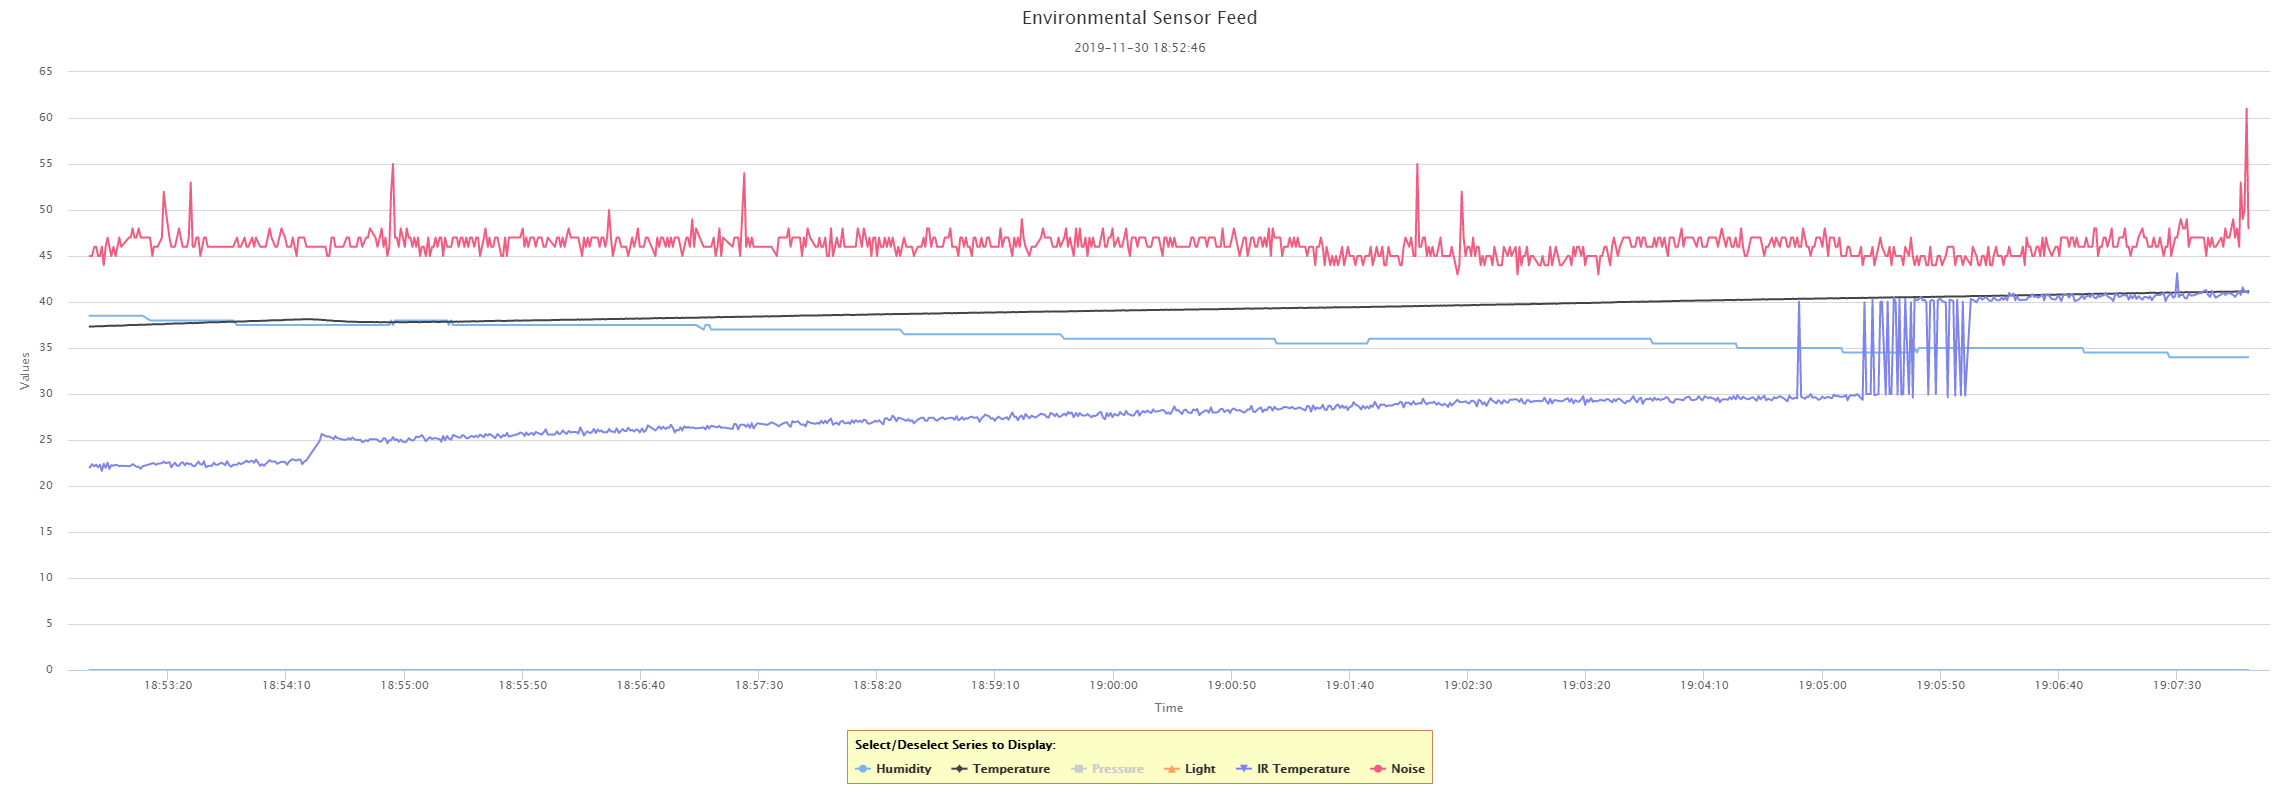 Environmental Sensor Feed
2019-11-30 18:52:46
65
60
55
50
45
40
35
30
25
20
15
10
5
0
Values
18:53:20 18:54:10 18:55:00 18:55:50 18:56:40 18:57:30 18:58:20 18:59:10 19:00:00 19:00:50 19:01:40 19:02:30 19:03:20 19:04:10 19:05:00 19:05:50 19:06:40 19:07:30
Time
Select/Deselect Series to Display:
Humidity Temperature Pressure Light IR Temperature Noise